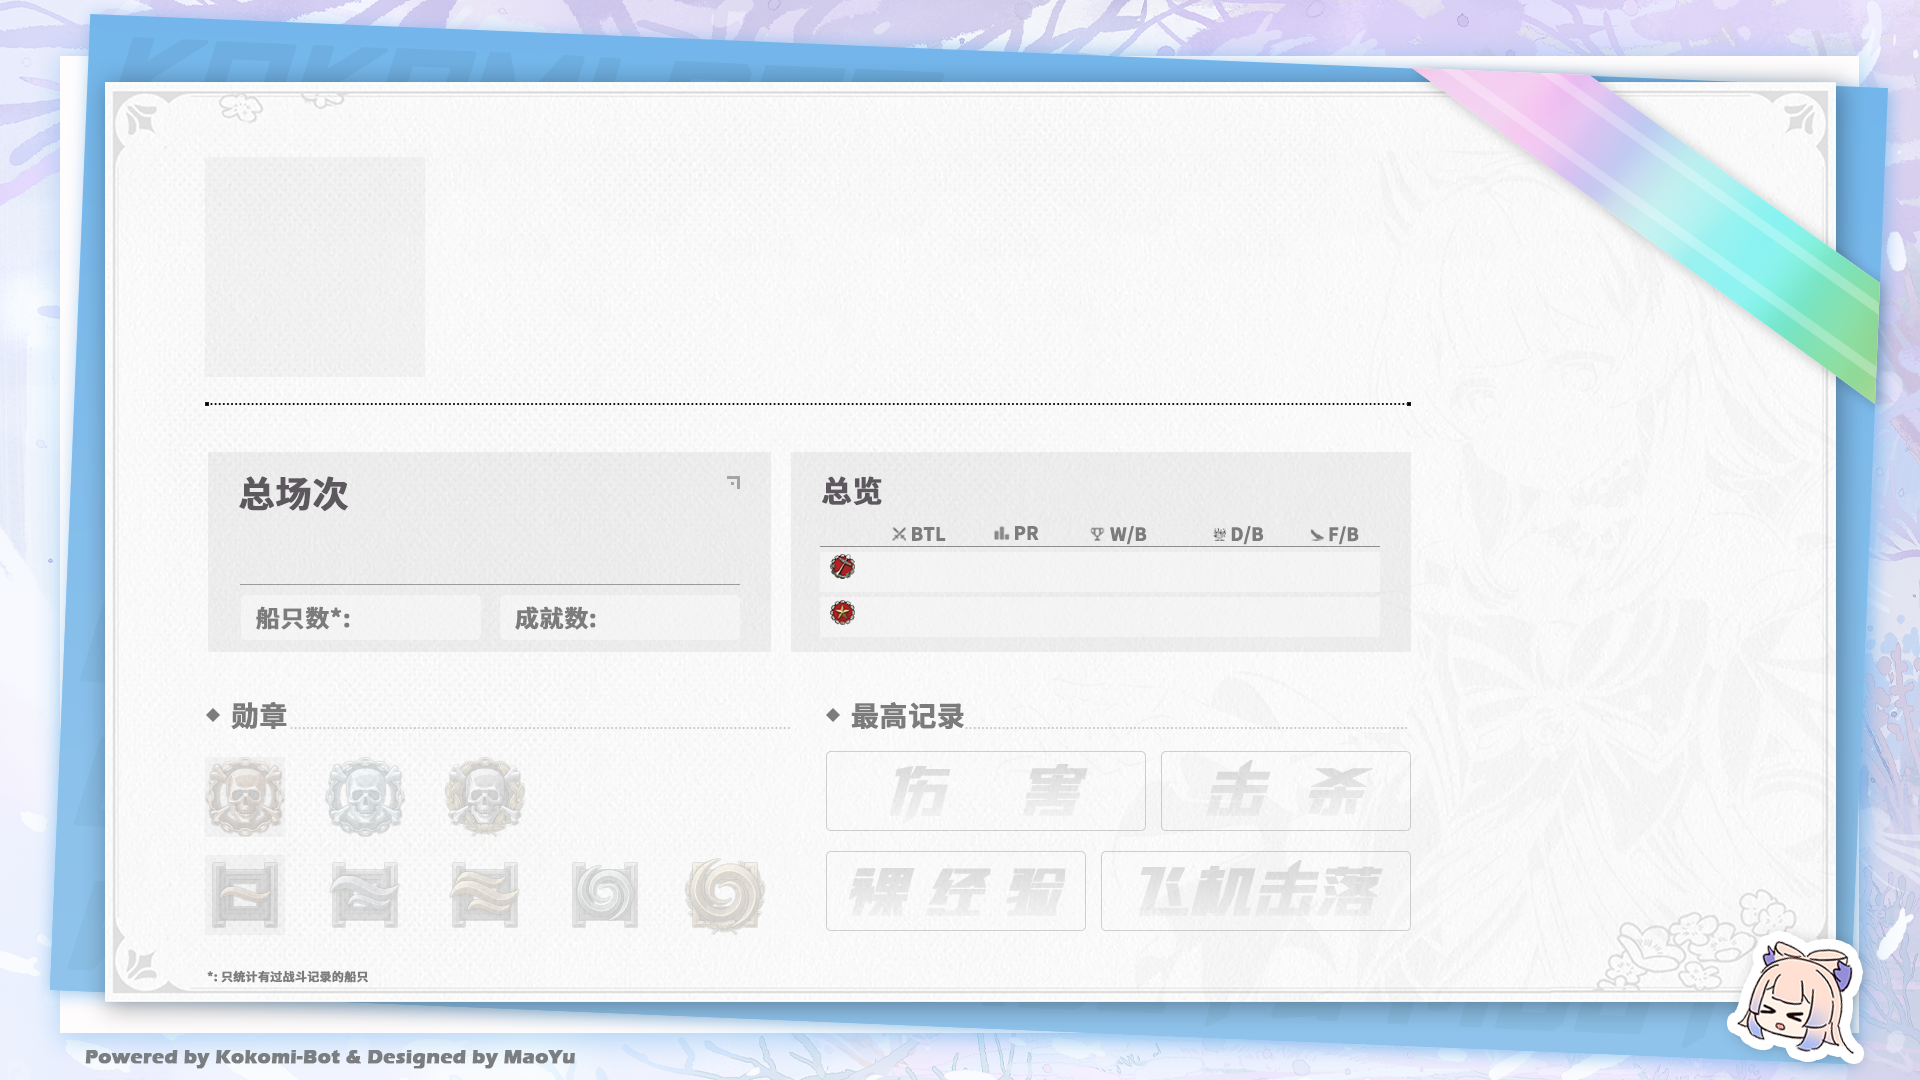 KOKOMI-BOT
总场次
船只数*:
成就数:
总览
BTL PR W/B D/B F/B
勋章
最高记录
伤 害
击 杀
裸 经 验
飞机击落
*: 只统计有过战斗记录的船只
Powered by Kokomi-Bot & Designed by MaoYu